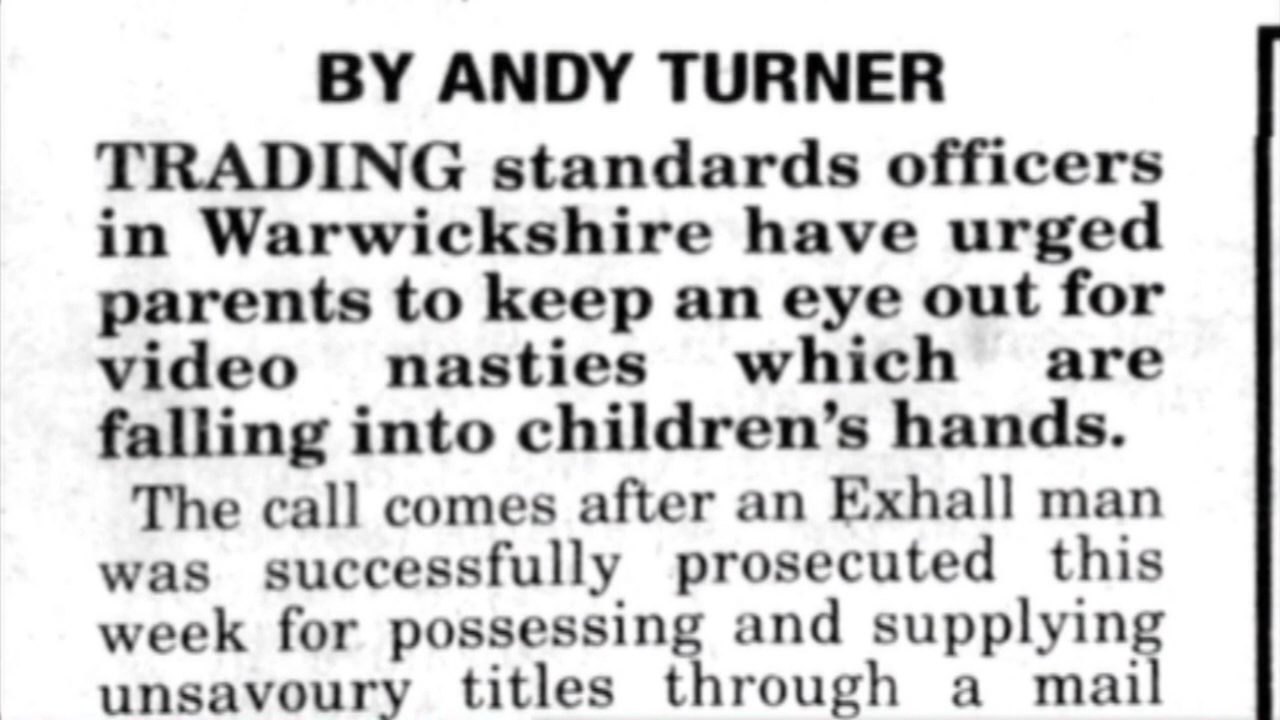 BY ANDY TURNER
TRADING standards officers
in Warwickshire have urged
parents to keep an eye out for
video nasties which are
falling into children's hands.
The call comes after an Exhall man
was successfully prosecuted this
week for possessing and supplying
unsavoury titles through a mail